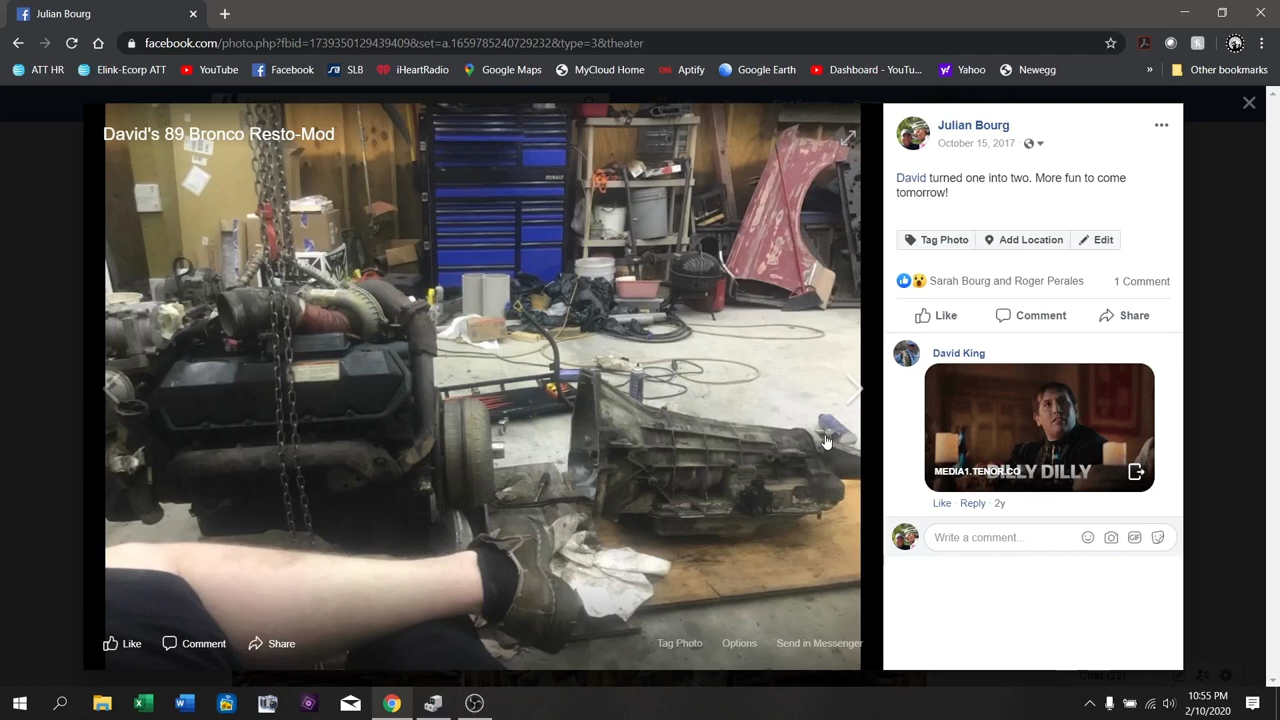 Julian Bourg
facebook.com/photo.php?fbid=1739350129439409&set=a.1659785240729232&type=3&theater
ATT HR
Elink-Ecorp ATT
YouTube
Facebook
SLB
iHeartRadio
Google Maps
MyCloud Home
Aptify
Google Earth
Dashboard - YouT...
Yahoo
Newegg
»
Other bookmarks
David's 89 Bronco Resto-Mod
KOBALT
Julian Bourg
October 15, 2017
David turned one into two. More fun to come
tomorrow!
Tag Photo
Add Location
Edit
Sarah Bourg and Roger Perales
1 Comment
Like
Comment
Share
David King
MEDIA1.TENOR.CO
DILLY DILLY
Like · Reply · 2y
Write a comment...
GIF
Like
Comment
Share
Tag Photo
Options
Send in Messenger
Chat (22)
10:55 PM
2/10/2020